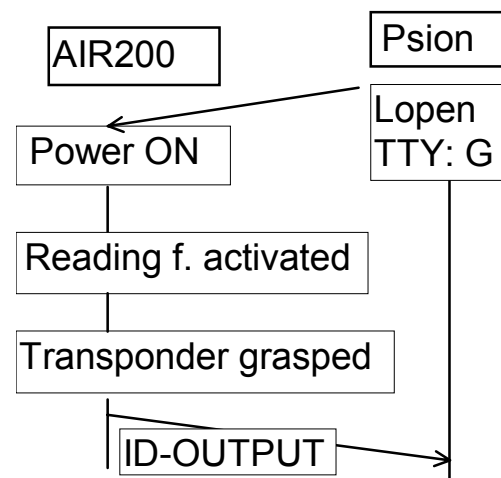 AIR200
Psion
Lopen
TTY: G
Power ON
Reading f. activated
Transponder grasped
ID-OUTPUT